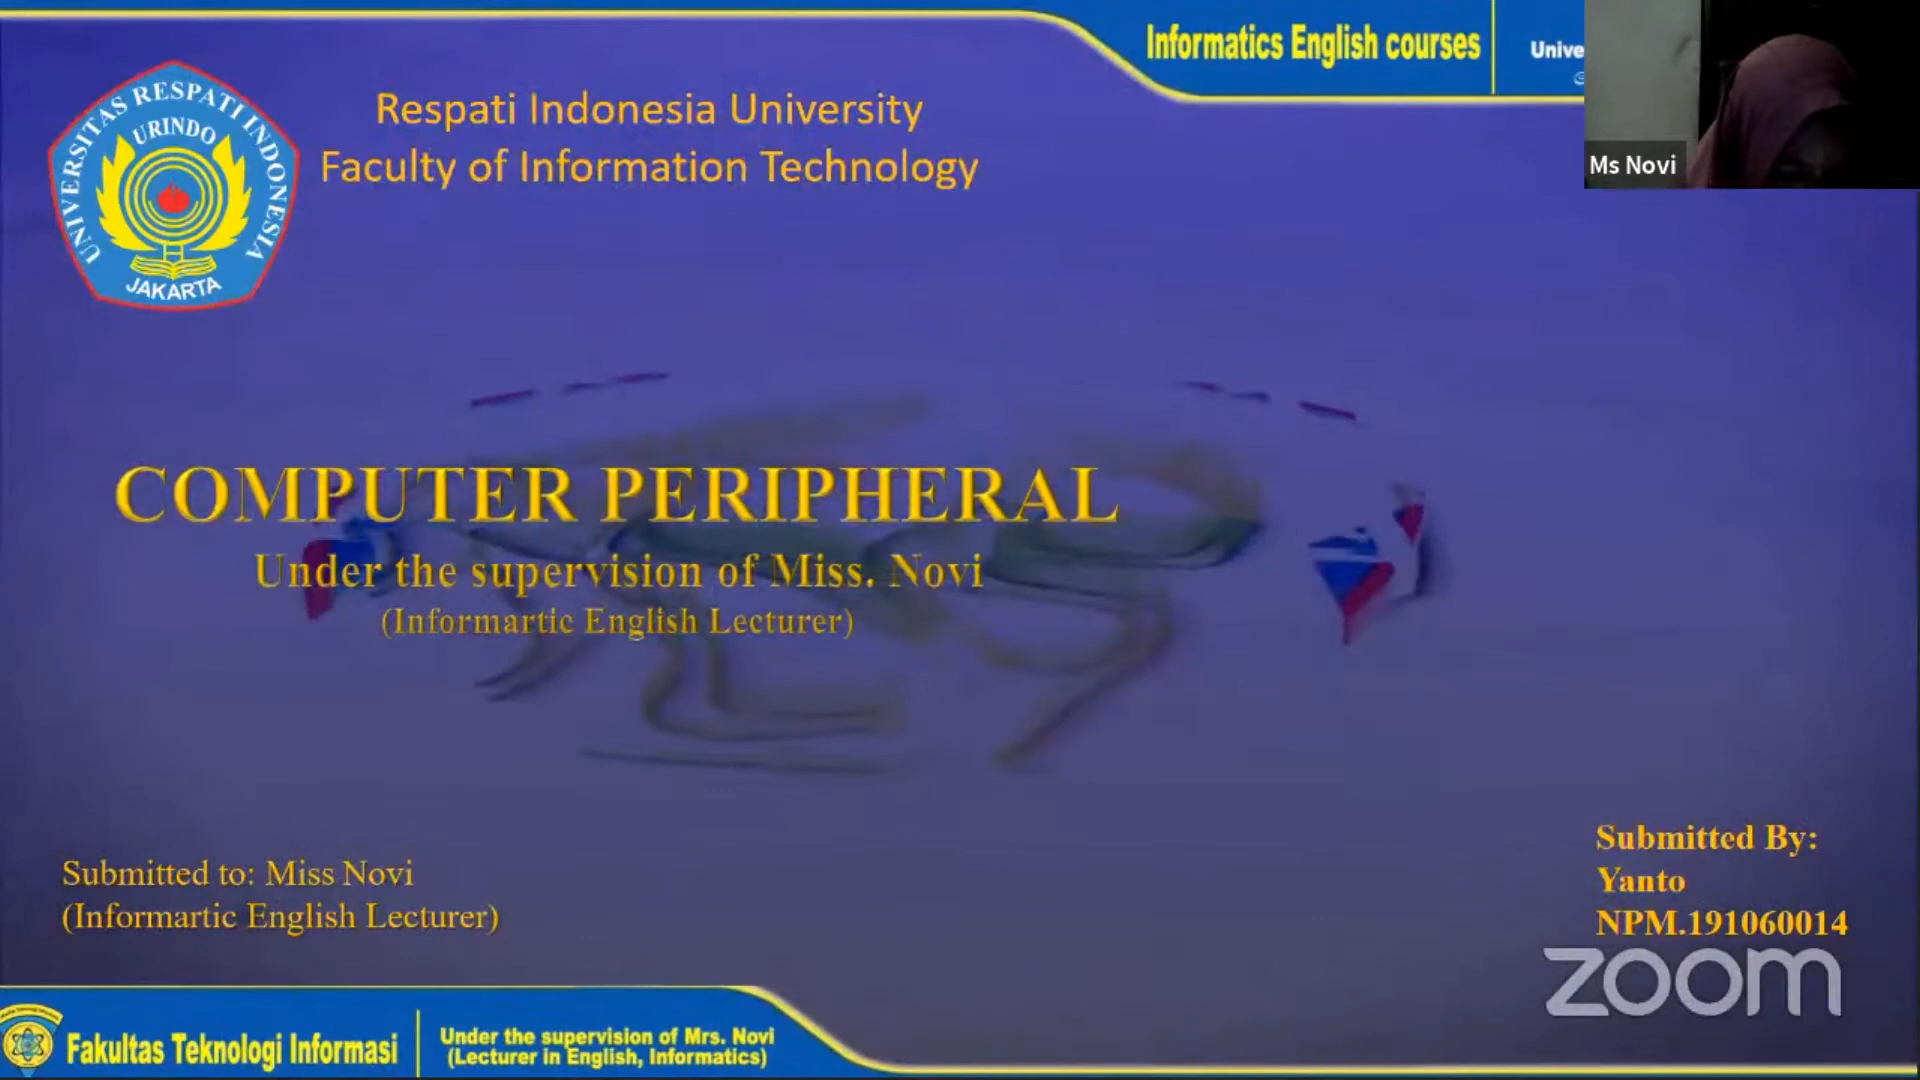 Informatics English courses
Unive
UNIVERSITAS RESPATI INDONESIA
URINDO
JAKARTA
Respati Indonesia University
Faculty of Information Technology
Ms Novi
COMPUTER PERIPHERAL
Under the supervision of Miss. Novi
(Informartic English Lecturer)
Submitted to: Miss Novi
(Informartic English Lecturer)
Submitted By:
Yanto
NPM.191060014
zoom
Fakultas Teknologi Informasi
Under the supervision of Mrs. Novi
(Lecturer in English, Informatics)